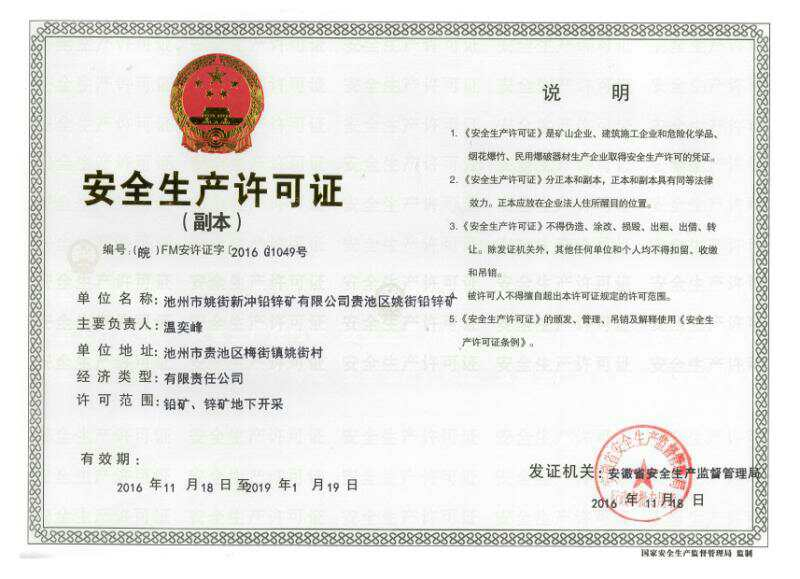 安全生产许可证
（副本）
编号：（皖）FM安许证字〔2016 G1049号
单位名称：池州市姚街新冲铅锌矿有限公司贵池区姚街铅锌矿
主要负责人：温奕峰
单位地址：池州市贵池区梅街镇姚街村
经济类型：有限责任公司
许可范围：铅矿、锌矿地下开采
有效期：
2016 年11 月18 日至2019 年1 月19 日
说 明
1. 《安全生产许可证》是矿山企业、建筑施工企业和危险化学品、
烟花爆竹、民用爆破器材生产企业取得安全生产许可的凭证。
2. 《安全生产许可证》分正本和副本，正本和副本具有同等法律
效力。正本应放在企业法人住所醒目的位置。
3. 《安全生产许可证》不得伪造、涂改、损毁、出租、出借、转
让。除发证机关外，其他任何单位和个人均不得扣留、收缴
和吊销。
被许可人不得擅自超出本许可证规定的许可范围。
5. 《安全生产许可证》的颁发、管理、吊销及解释使用《安全生
产许可证条例》。
发证机关：安徽省安全生产监督管理局
2016 年11月18 日
国家安全生产监督管理局 监制